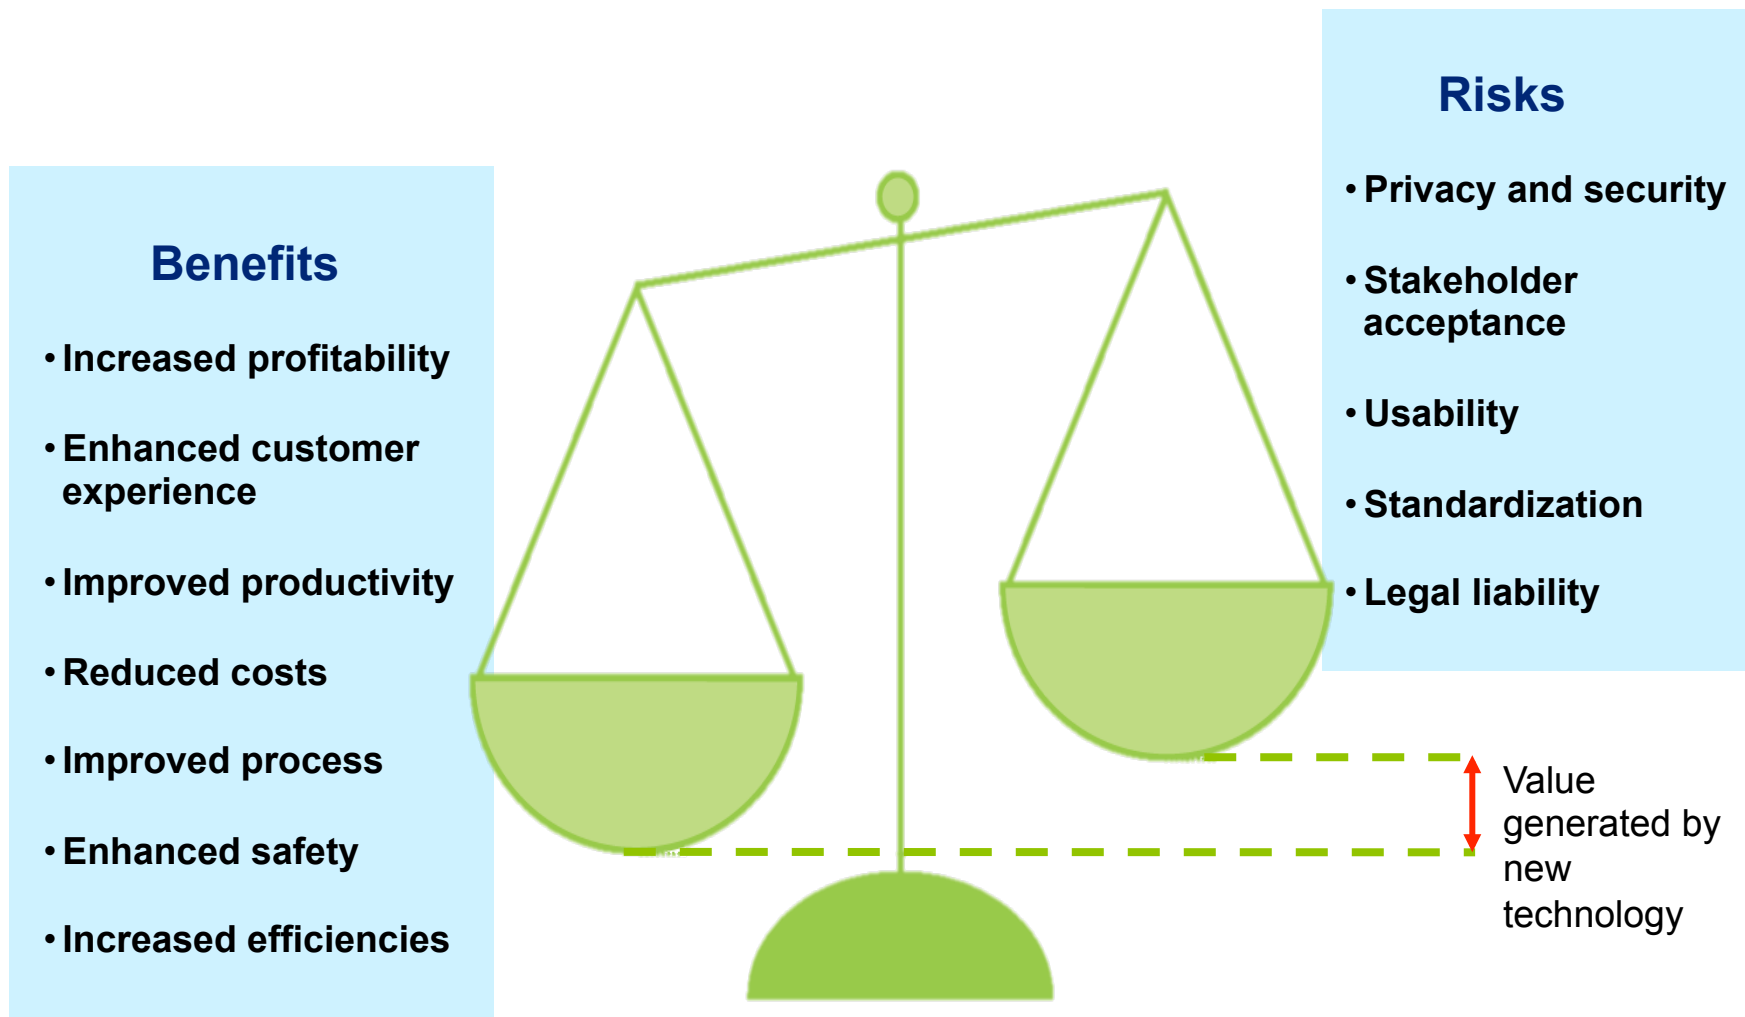 Benefits
• Increased profitability
• Enhanced customer
experience
• Improved productivity
• Reduced costs
• Improved process
• Enhanced safety
• Increased efficiencies
Risks
• Privacy and security
• Stakeholder
acceptance
• Usability
• Standardization
• Legal liability
Value
generated by
new
technology